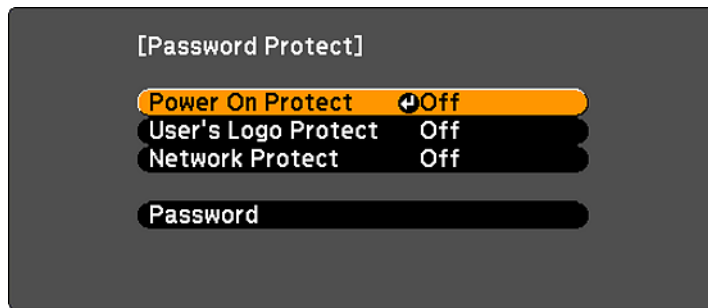 [Password Protect]
Power On Protect Off
User's Logo Protect Off
Network Protect Off
Password